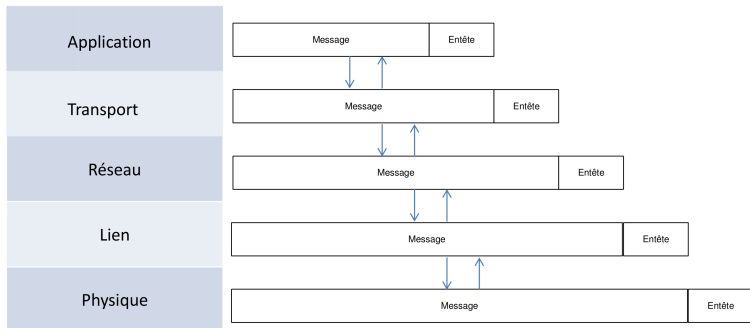 Application
Message
Entête
Transport
Message
Entête
Réseau
Message
Entête
Lien
Message
Entête
Physique
Message
Entête